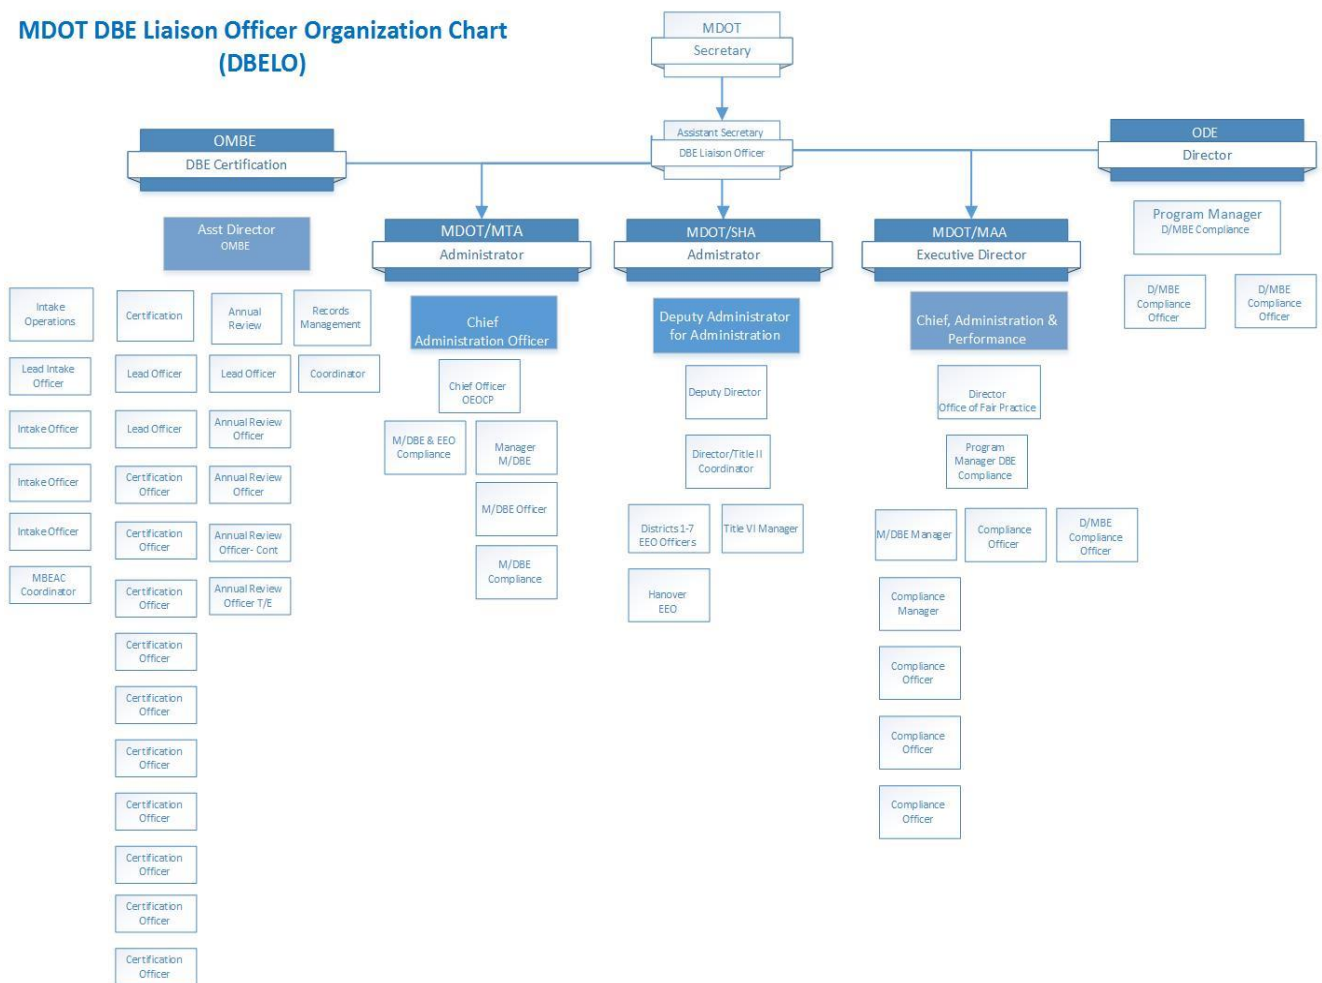 MDOT DBE Liaison Officer Organization Chart
(DBELO)
MDOT
Secretary
Assistant Secretary
DBE Liaison Officer
OMBE
DBE Certification
ODE
Director
Asst Director
OMBE
MDOT/MTA
Administrator
MDOT/SHA
Admistrator
MDOT/MAA
Executive Director
Program Manager
D/MBE Compliance
D/MBE
Compliance
Officer
D/MBE
Compliance
Officer
Intake
Operations
Lead Intake
Officer
Intake Officer
Intake Officer
Intake Officer
MBEAC
Coordinator
Certification
Lead Officer
Lead Officer
Certification
Officer
Certification
Officer
Certification
Officer
Certification
Officer
Certification
Officer
Certification
Officer
Certification
Officer
Certification
Officer
Certification
Officer
Certification
Officer
Annual
Review
Lead Officer
Annual Review
Officer
Annual Review
Officer
Annual Review
Officer- Cont
Annual Review
Officer T/E
Records
Management
Coordinator
Chief
Administration Officer
Chief Officer
OEOCP
M/DBE & EEO
Compliance
Manager
M/DBE
M/DBE Officer
M/DBE
Compliance
Deputy Administrator
for Administration
Deputy Director
Director/Title II
Coordinator
Districts 1-7
EEO Officers
Title VI Manager
Hanover
EEO
Chief, Administration &
Performance
Director
Office of Fair Practice
Program
Manager DBE
Compliance
M/DBE Manager
Compliance
Officer
D/MBE
Compliance
Officer
Compliance
Manager
Compliance
Officer
Compliance
Officer
Compliance
Officer